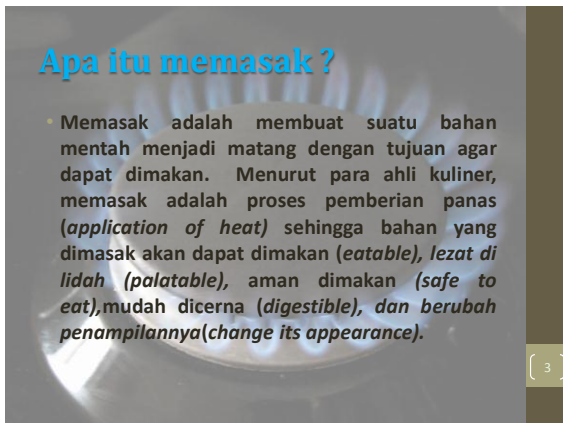 Apa itu memasak ?
• Memasak adalah membuat suatu bahan
mentah menjadi matang dengan tujuan agar
dapat dimakan. Menurut para ahli kuliner,
memasak adalah proses pemberian panas
(application of heat) sehingga bahan yang
dimasak akan dapat dimakan (eatable), lezat di
lidah (palatable), aman dimakan (safe to
eat),mudah dicerna (digestible), dan berubah
penampilannya(change its appearance).
3